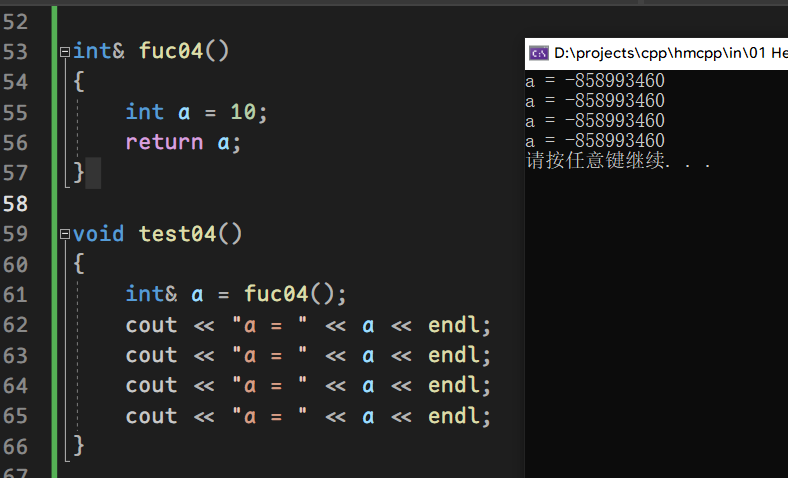 52
53 int& fuc04()
54 {
55 int a = 10;
56 return a;
57 }
58
59 void test04()
60 {
61 int& a = fuc04();
62 cout << "a = " << a << endl;
63 cout << "a = " << a << endl;
64 cout << "a = " << a << endl;
65 cout << "a = " << a << endl;
66 }
67
D:\projects\cpp\hmcpp\in\01 He
a = -858993460
a = -858993460
a = -858993460
a = -858993460
请按任意键继续. . .